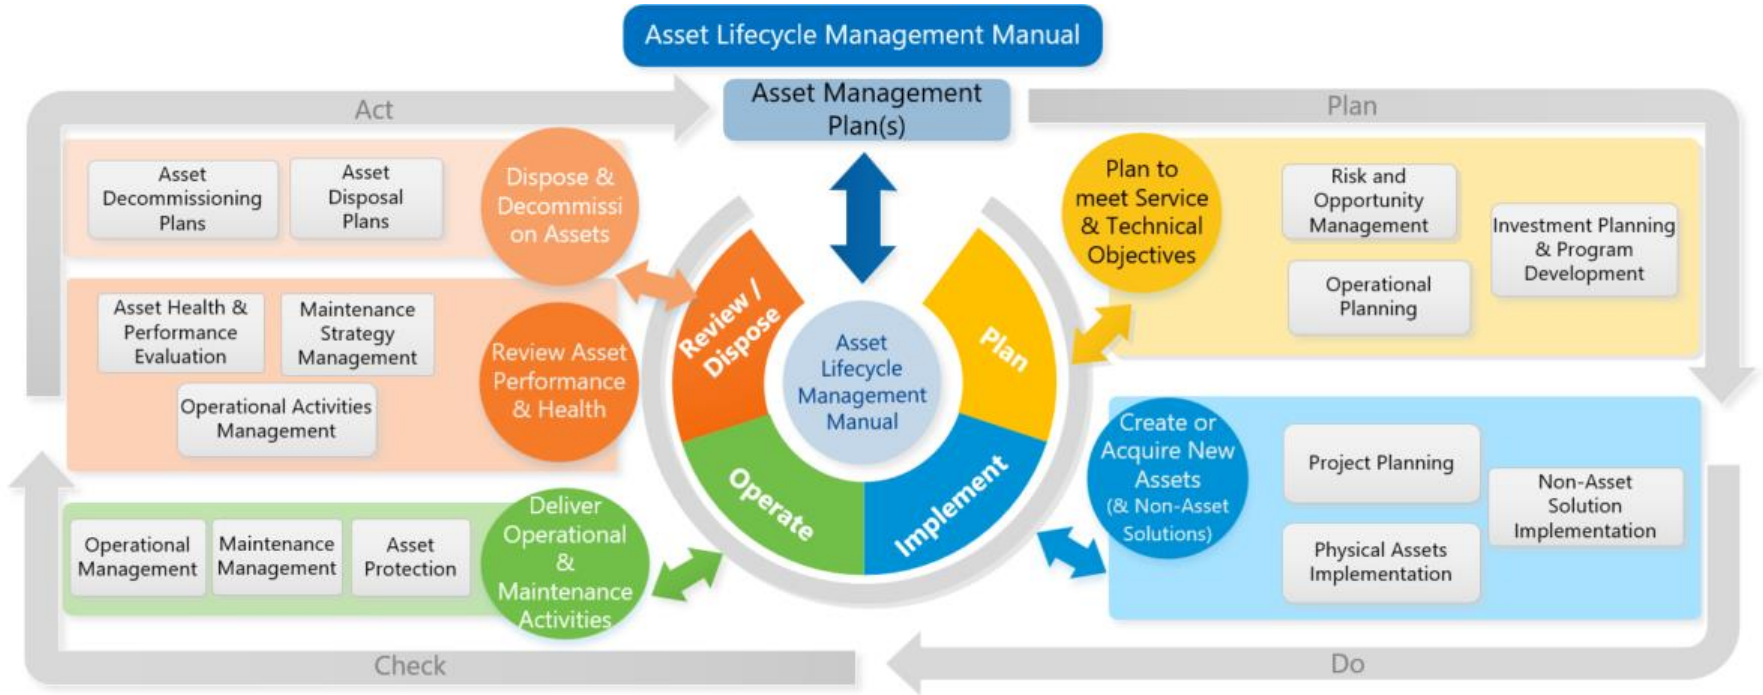 Asset Lifecycle Management Manual
Asset Management
Plan(s)
Act
Plan
Asset
Decommissioning
Plans
Asset
Disposal
Plans
Dispose &
Decommissi
on Assets
Asset Health &
Performance
Evaluation
Maintenance
Strategy
Management
Operational Activities
Management
Review Asset
Performance
& Health
Operational
Management
Maintenance
Management
Asset
Protection
Deliver
Operational
&
Maintenance
Activities
Review /
Dispose
Operate
Implement
Plan
Asset
Lifecycle
Management
Manual
Plan to
meet Service
& Technical
Objectives
Risk and
Opportunity
Management
Operational
Planning
Investment Planning
& Program
Development
Create or
Acquire New
Assets
(& Non-Asset
Solutions)
Project Planning
Physical Assets
Implementation
Non-Asset
Solution
Implementation
Check
Do